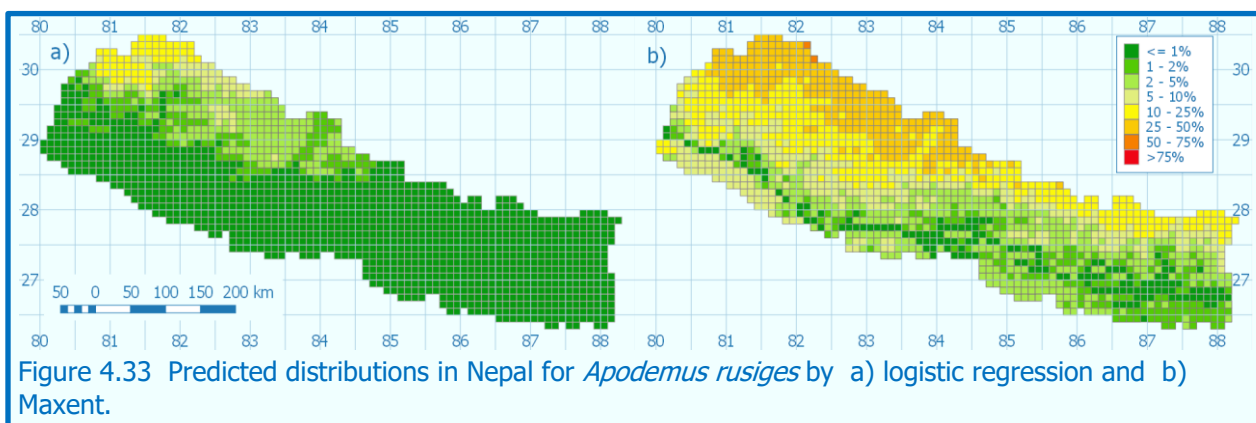 80 81 82 83 84 85 86 87 88 80 81 82 83 84 85 86 87 88
a) b)
<= 1%
1 - 2%
2 - 5%
5 - 10%
10 - 25%
25 - 50%
50 - 75%
>75%
30 30
29 29
28 28
27 27
50 0 50 100 150 200 km
80 81 82 83 84 85 86 87 88 80 81 82 83 84 85 86 87 88
Figure 4.33 Predicted distributions in Nepal for Apodemus rusiges by a) logistic regression and b)
Maxent.